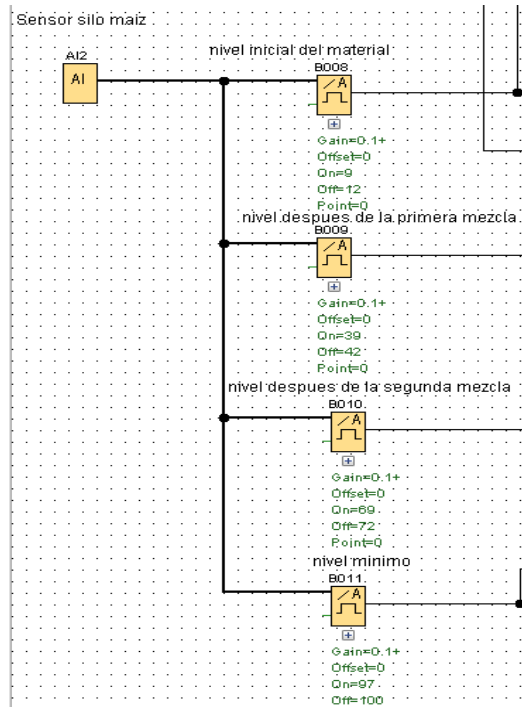 Sensor silo maiz
AI2
AI
nivel inicial del material
B008
A
Gain=0.1+
Offset=0
On=9
Off=12
Point=0
nivel despues de la primera mezcla
B009
A
Gain=0.1+
Offset=0
On=39
Off=42
Point=0
nivel despues de la segunda mezcla
B010
A
Gain=0.1+
Offset=0
On=69
Off=72
Point=0
nivel minimo
B011
A
Gain=0.1+
Offset=0
On=97
Off=100